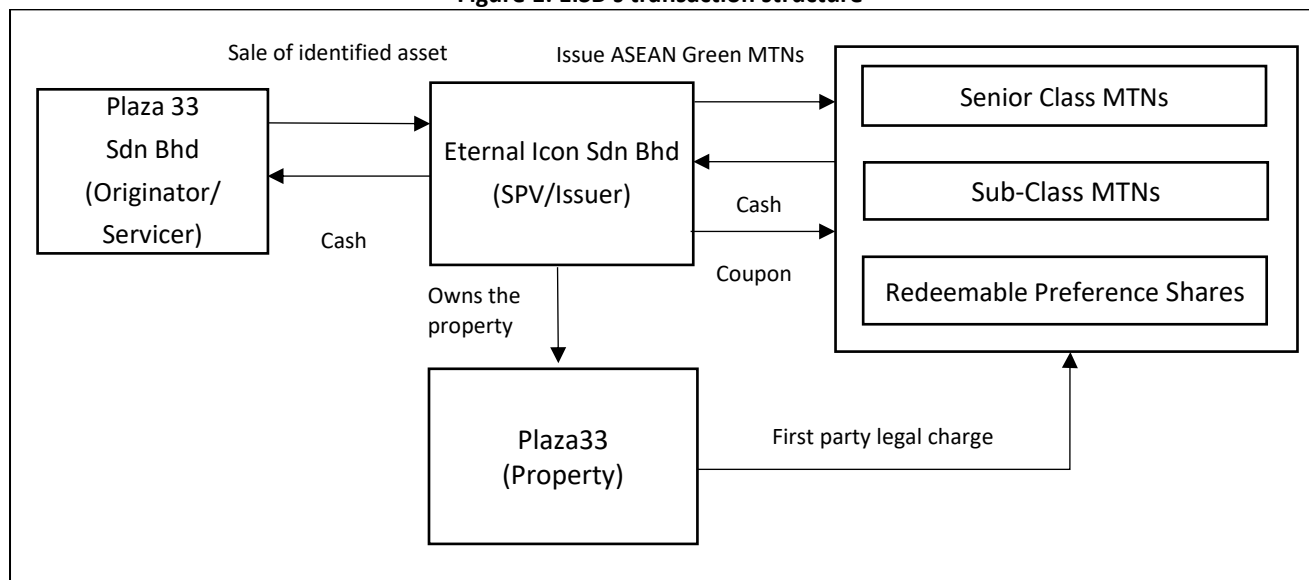 Sale of identified asset
Issue ASEAN Green MTNs
Plaza 33
Sdn Bhd
(Originator/
Servicer)
Eternal Icon Sdn Bhd
(SPV/Issuer)
Senior Class MTNs
Sub-Class MTNs
Redeemable Preference Shares
Cash
Cash
Coupon
Owns the
property
Plaza33
(Property)
First party legal charge